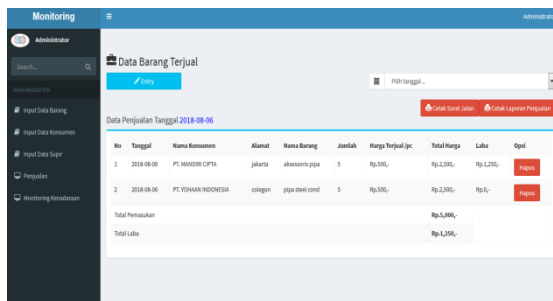 Monitoring
Administrator
Administrator
Search...
MAIN NAVIGATION
Input Data Barang
Input Data Konsumen
Input Data Supir
Penjualan
Monitoring Kenadaraan
Data Barang Terjual
Entry
Pilih tanggal ..
Cetak Surat Jalan
Cetak Laporan Penjualan
Data Penjualan Tanggal 2018-08-06
No Tanggal Nama Konsumen Alamat Nama Barang Jumlah Harga Terjual /pc Total Harga Laba Opsi
1 2018-08-06 PT. MANDIRI CIPTA jakarta aksesoris pipa 5 Rp.500,- Rp.2,500,- Rp.1,250,- Hapus
2 2018-08-06 PT. YOHAAN INDONESIA cilegon pipa steel cond 5 Rp.500,- Rp.2,500,- Rp.0,- Hapus
Total Pemasukan Rp.5,000,-
Total Laba Rp.1,250,-